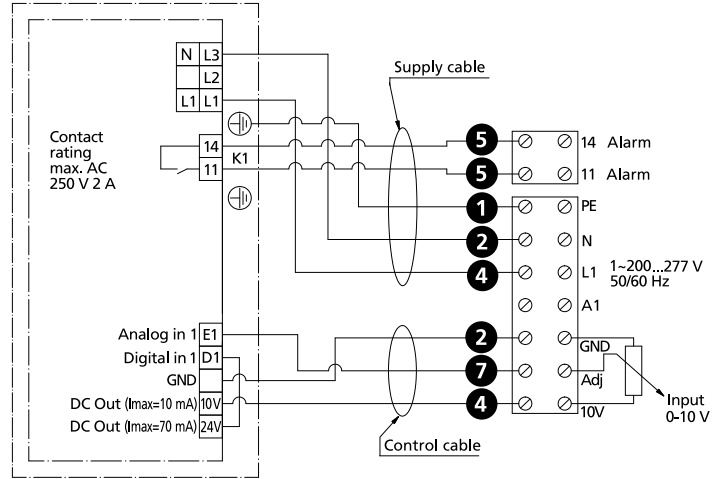 N L3
L2
L1 L1
Supply cable
Contact
rating
max. AC
250 V 2 A
14
11
K1
5 14 Alarm
5 11 Alarm
1 PE
2 N
4 L1
1~200...277 V
50/60 Hz
A1
Analog in 1 E1
Digital in 1 D1
GND
DC Out (Imax=10 mA) 10V
DC Out (Imax=70 mA) 24V
2 GND
7 Adj
4 10V
Input
0-10 V
Control cable